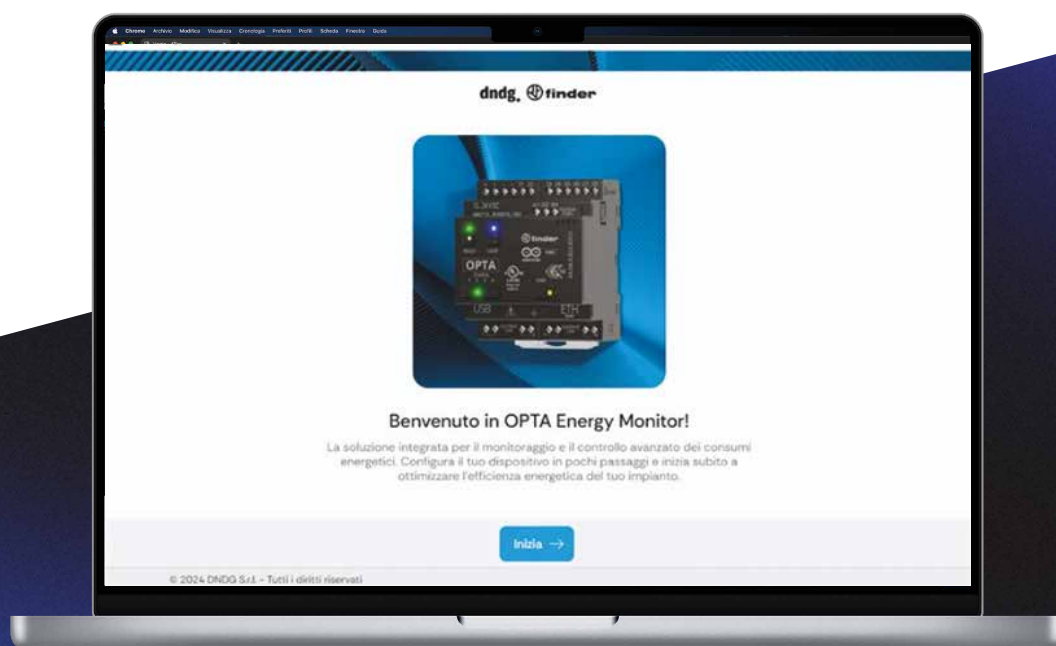 Chrome Archivio Modifica Visualizza Cronologia Preferiti Profili Scheda Finestra Guida
dndg. finder
finder
OPTA
USB
ETH
Benvenuto in OPTA Energy Monitor!
La soluzione integrata per il monitoraggio e il controllo avanzato dei consumi
energetici. Configura il tuo dispositivo in pochi passaggi e inizia subito a
ottimizzare l'efficienza energetica del tuo impianto.
Inizia →
© 2024 DNDG S.r.l. - Tutti i diritti riservati